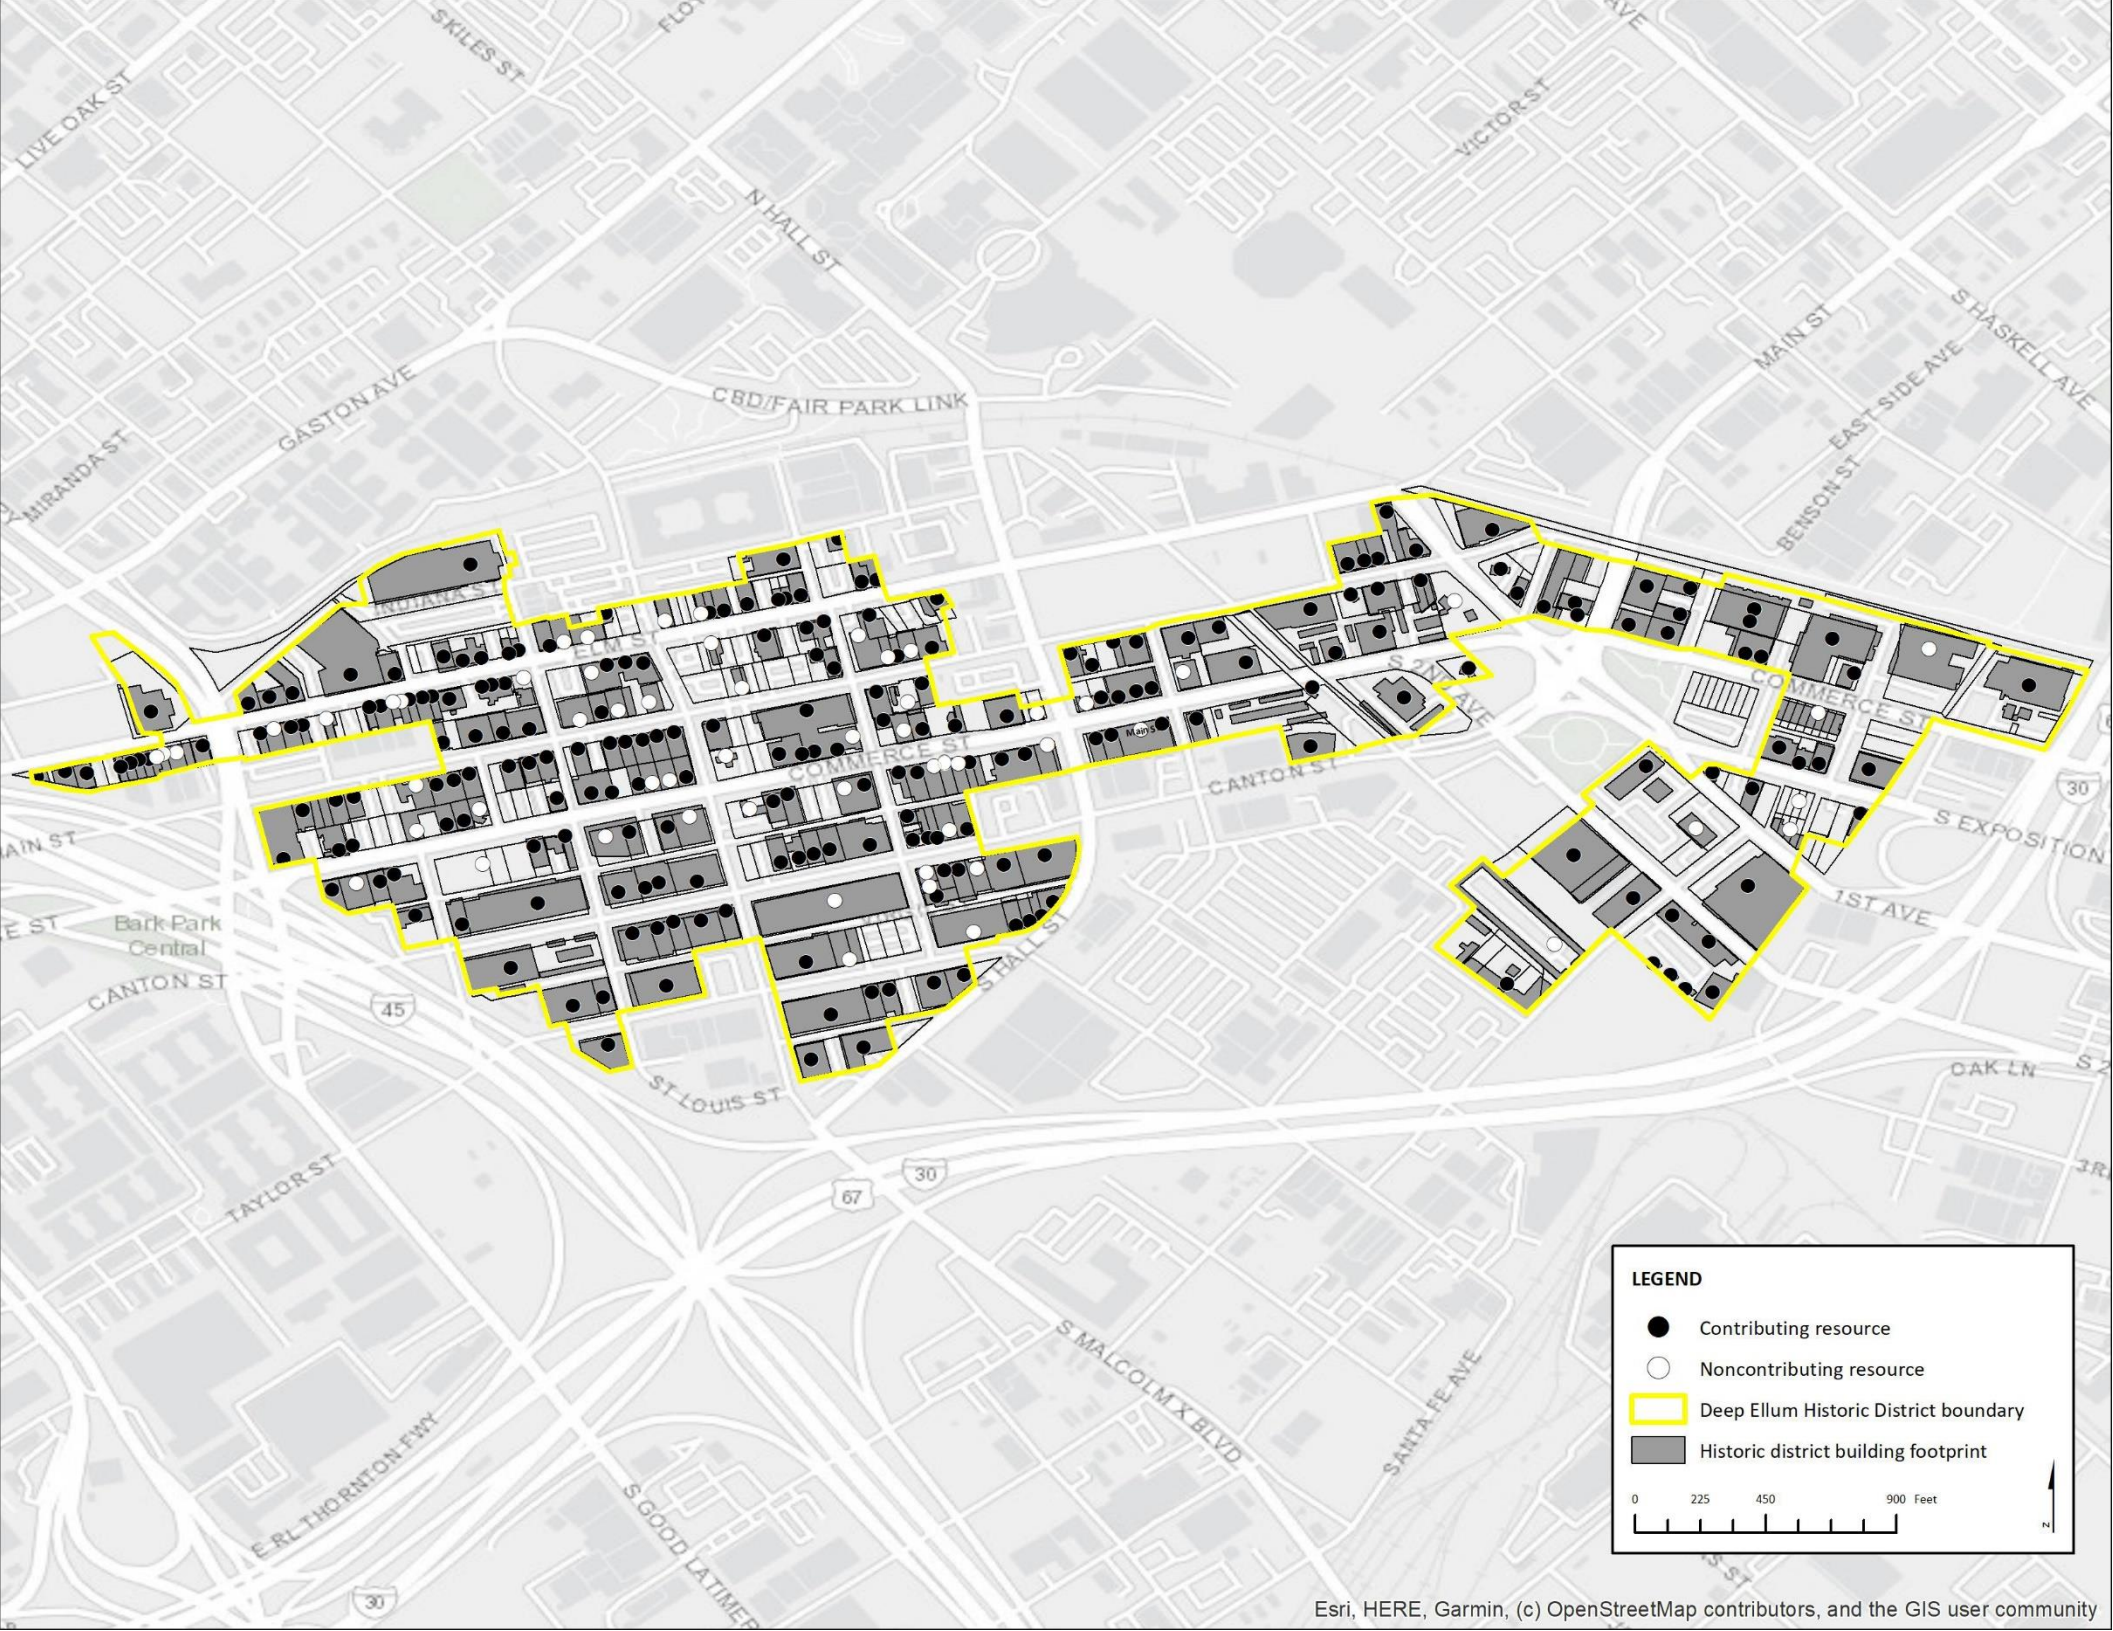 SKILES ST
LIVE OAK ST
VICTOR ST
N HALL ST
S HASKELL AVE
MAIN ST
EAST SIDE AVE
GASTON AVE
CBD/FAIR PARK LINK
MIRANDA ST
BENSON ST
INDIANA S
ELM ST
S 2ND AVE
COMMERCE ST
Main S
COMMERCE ST
CANTON ST
30
S EXPOSITION
AIN ST
1ST AVE
E ST
Bark Park
Central
S HALL ST
CANTON ST
45
OAK LN
S 2
ST LOUIS ST
TAYLOR ST
30
67
3R
S MALCOLM X BLVD
SANTA FE AVE
E RL THORNTON FWY
S GOOD LATIMER
30
LEGEND
Contributing resource
Noncontributing resource
Deep Ellum Historic District boundary
Historic district building footprint
0 225 450 900 Feet
N
Esri, HERE, Garmin, (c) OpenStreetMap contributors, and the GIS user community